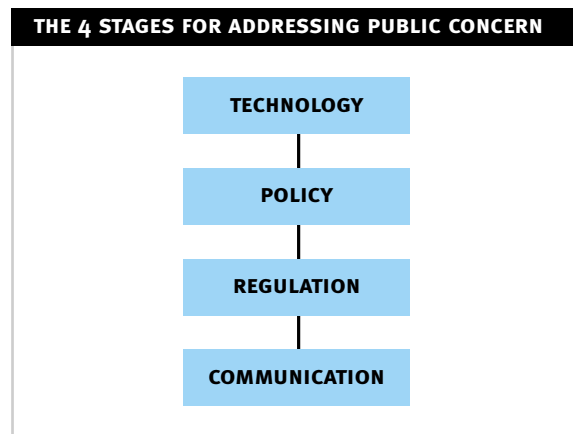 THE 4 STAGES FOR ADDRESSING PUBLIC CONCERN
TECHNOLOGY
POLICY
REGULATION
COMMUNICATION